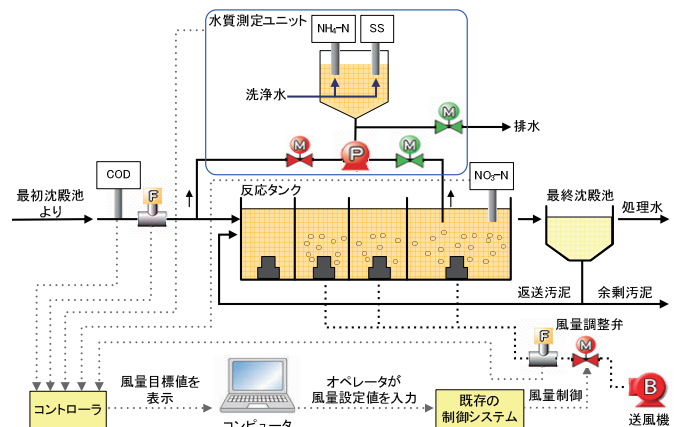 水質測定ユニット
NH₄-N
SS
洗浄水
M
排水
M
P
M
COD
NO₃-N
最初沈殿池
より
F
反応タンク
最終沈殿池
処理水
返送汚泥
余剰汚泥
風量調整弁
F
M
B
送風機
風量目標値を
表示
オペレータが
風量設定値を入力
風量制御
コントローラ
コンピュータ
既存の
制御システム